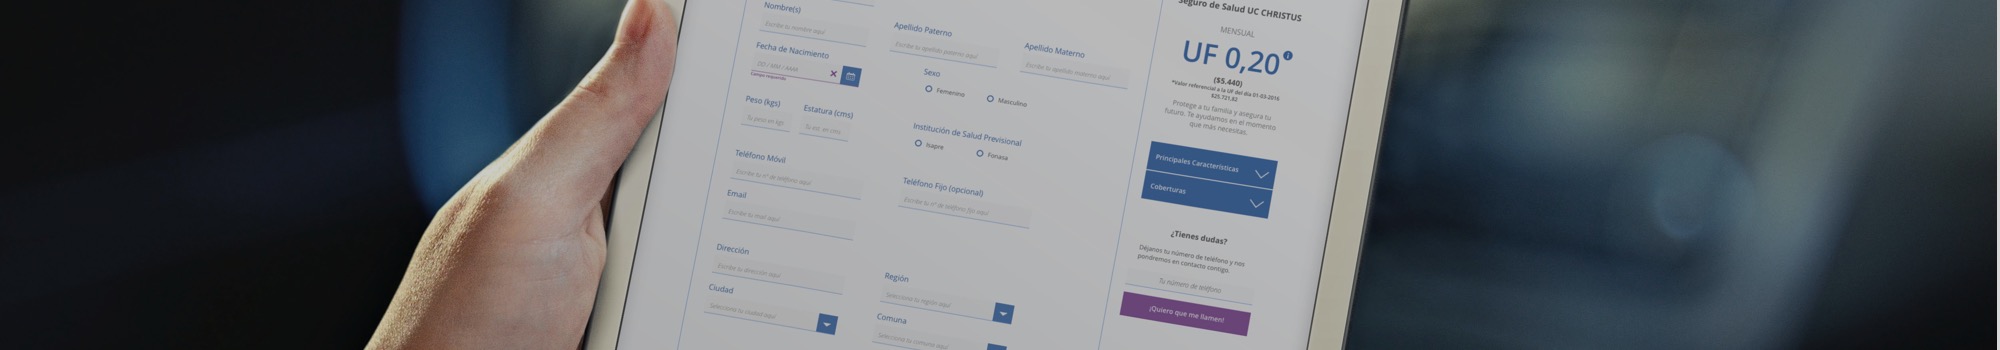 Nombre(s)
Escribe tu nombre aquí
Apellido Paterno
Escribe tu apellido paterno aquí
Apellido Materno
Escribe tu apellido materno aquí
Fecha de Nacimiento
DD / MM / AAAA
Campo requerido
Sexo
Femenino
Masculino
Peso (kgs)
Tu peso en kgs
Estatura (cms)
Tu est. en cms
Institución de Salud Previsional
Isapre
Fonasa
Teléfono Móvil
Escribe tu nº de teléfono aquí
Teléfono Fijo (opcional)
Escribe tu nº de teléfono fijo aquí
Email
Escribe tu mail aquí
Dirección
Escribe tu dirección aquí
Región
Selecciona tu región aquí
Ciudad
Selecciona tu ciudad aquí
Comuna
Selecciona tu comuna aquí
Seguro de Salud UC CHRISTUS
MENSUAL
UF 0,20
($5.440)
*Valor referencial a la UF del día 01-03-2016
$25.721,82
Protege a tu familia y asegura tu
futuro. Te ayudamos en el momento
que más necesitas.
Principales Características
Coberturas
¿Tienes dudas?
Déjanos tu número de teléfono y nos
pondremos en contacto contigo.
Tu número de teléfono
¡Quiero que me llamen!